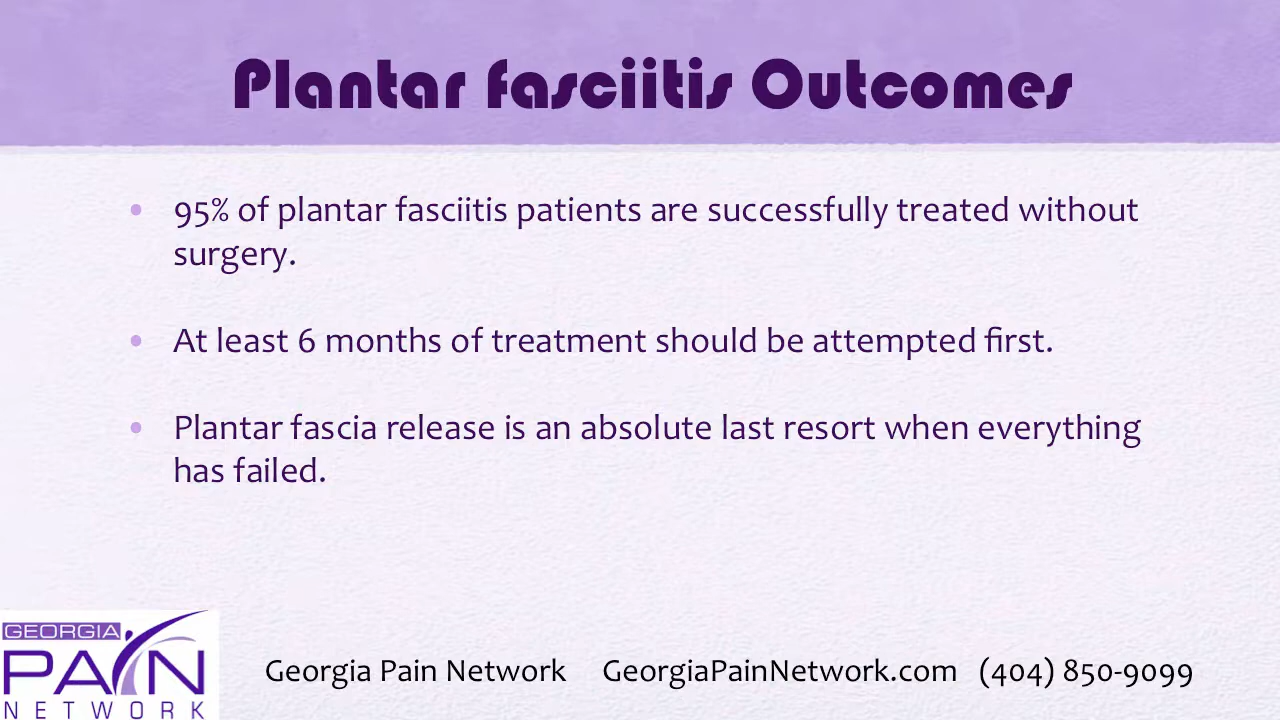 Plantar Fasciitis Outcomes
• 95% of plantar fasciitis patients are successfully treated without
surgery.
• At least 6 months of treatment should be attempted first.
• Plantar fascia release is an absolute last resort when everything
has failed.
GEORGIA
PAIN
NETWORK
Georgia Pain Network GeorgiaPainNetwork.com (404) 850-9099